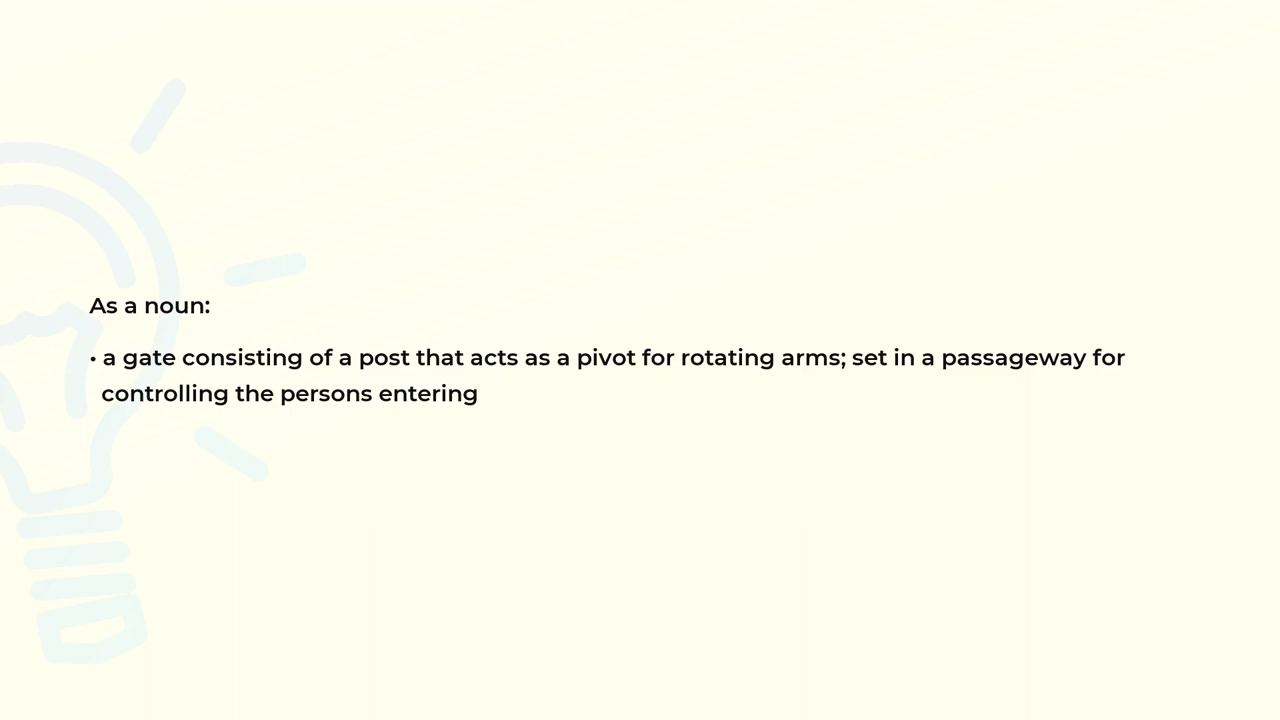 As a noun:
• a gate consisting of a post that acts as a pivot for rotating arms; set in a passageway for
controlling the persons entering